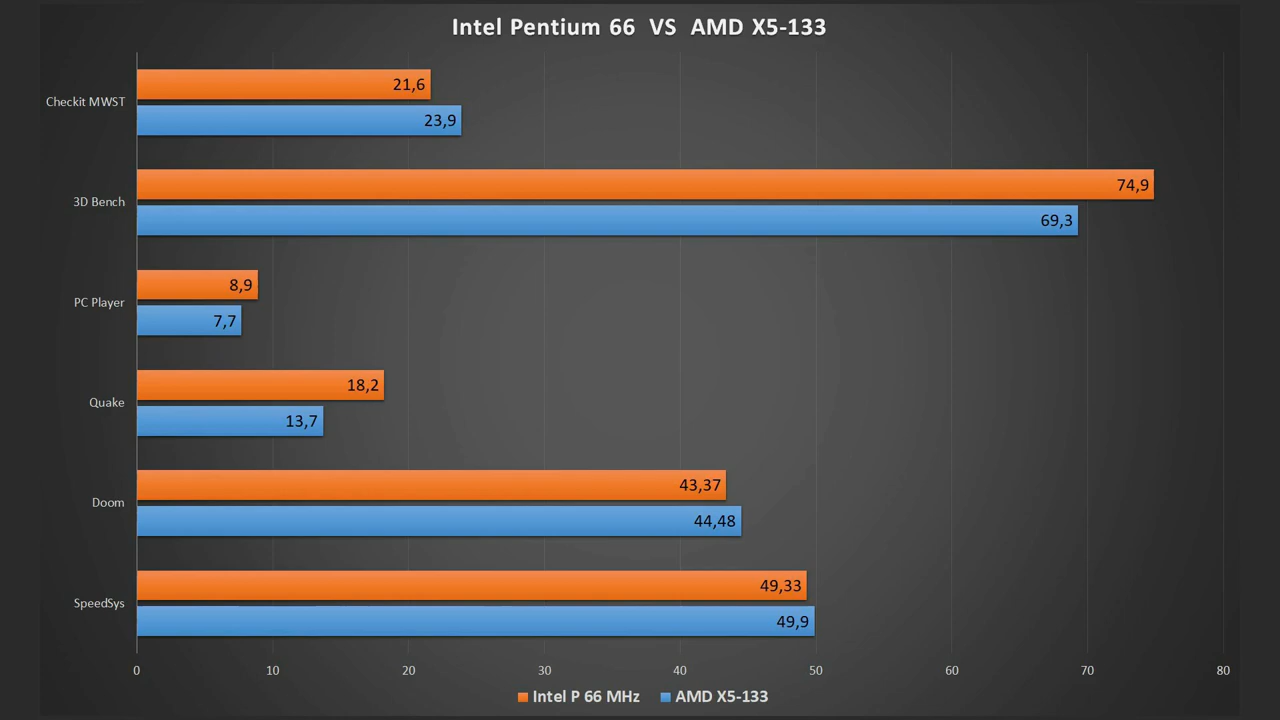 Intel Pentium 66 VS AMD X5-133
Checkit MWST
21,6
23,9
3D Bench
74,9
69,3
PC Player
8,9
7,7
Quake
18,2
13,7
Doom
43,37
44,48
SpeedSys
49,33
49,9
0 10 20 30 40 50 60 70 80
Intel P 66 MHz AMD X5-133